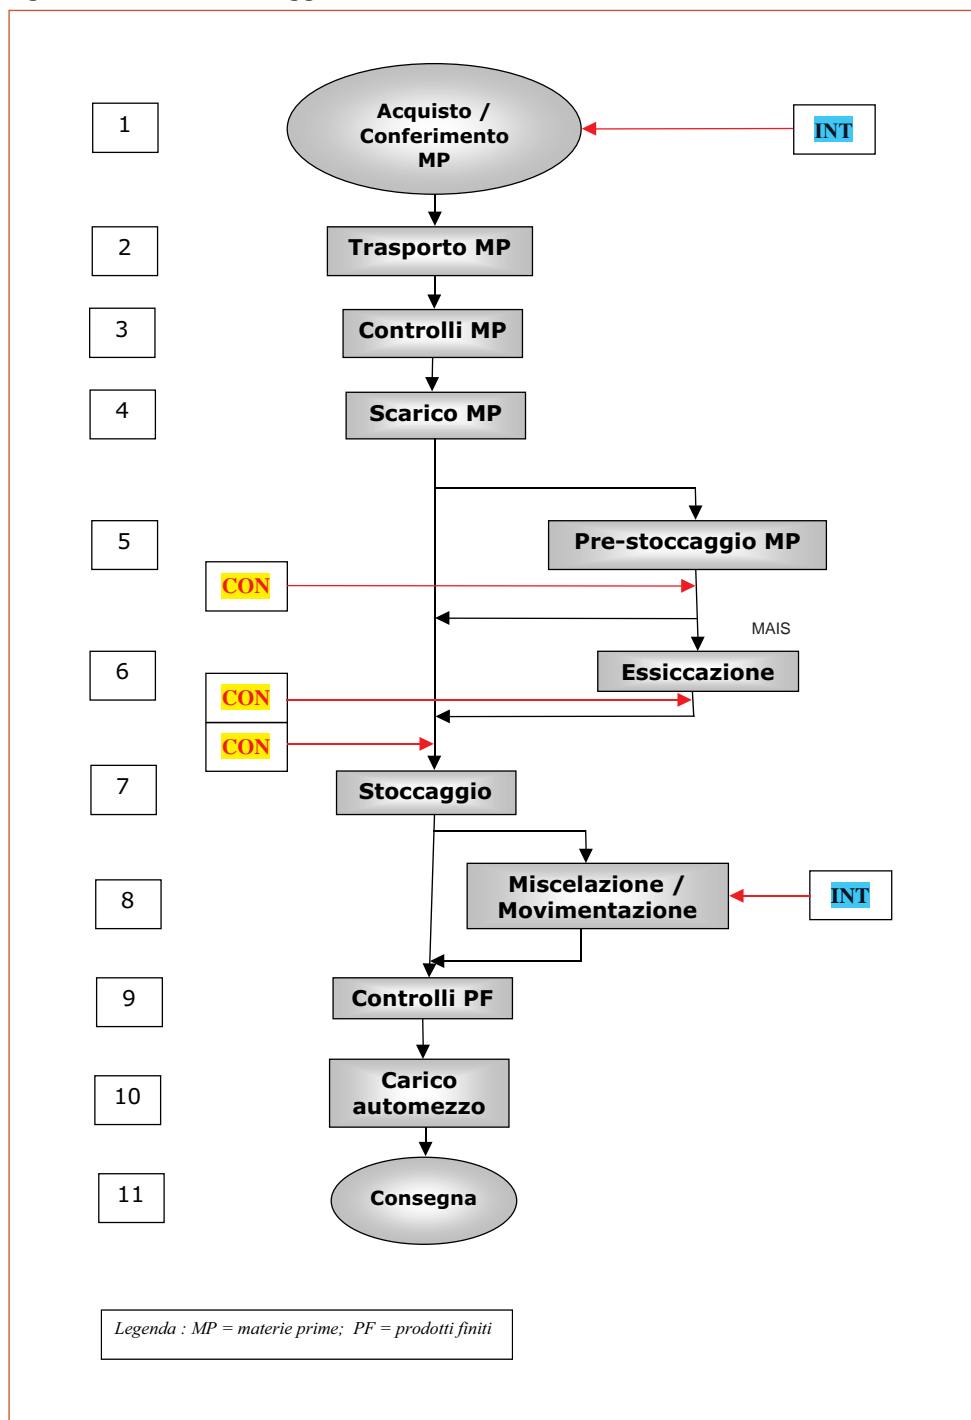 1
Acquisto /
Conferimento
MP
INT
2
Trasporto MP
3
Controlli MP
4
Scarico MP
5
Pre-stoccaggio MP
CON
MAIS
6
Essiccazione
CON
CON
7
Stoccaggio
8
Miscelazione /
Movimentazione
INT
9
Controlli PF
10
Carico
automezzo
11
Consegna
Legenda : MP = materie prime; PF = prodotti finiti